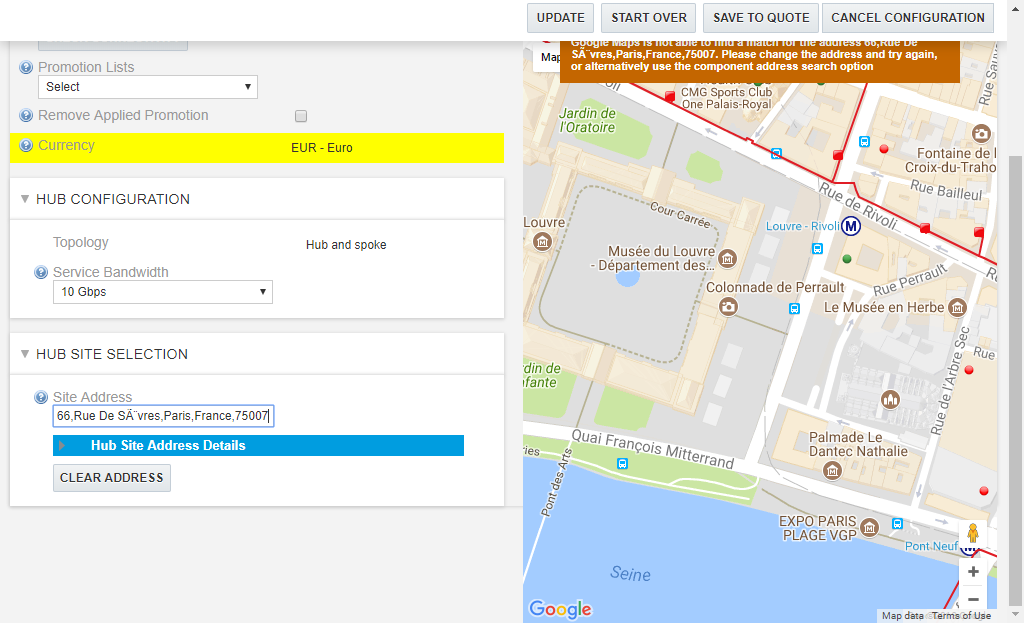 UPDATE
START OVER
SAVE TO QUOTE
CANCEL CONFIGURATION
Promotion Lists
Select
Remove Applied Promotion
Currency
EUR - Euro
HUB CONFIGURATION
Topology
Hub and spoke
Service Bandwidth
10 Gbps
HUB SITE SELECTION
Site Address
66,Rue De SÃ¨vres,Paris,France,75007
Hub Site Address Details
CLEAR ADDRESS
Map
Google Maps is not able to find a match for the address 66,Rue De
SÃ¨vres,Paris,France,75007. Please change the address and try again,
or alternatively use the component address search option
CMG Sports Club
One Palais-Royal
Jardin de
l'Oratoire
Rue Sau
Fontaine de l
Croix-du-Traho
Rue Bailleul
Rue de Rivoli
Cour Carrée
Louvre
Louvre - Rivoli
M
Musée du Louvre
- Département des...
Colonnade de Perrault
Rue Perrault
Le Musée en Herbe
R
Rue
Rue de l'Arbre Sec
rdin de
nfante
Quai François Mitterrand
ries
Pont des Arts
Palmade Le
Dantec Nathalie
EXPO PARIS
PLAGE VGP
Pont Neuf
M
Seine
+
−
Google
Map data
Terms of Use